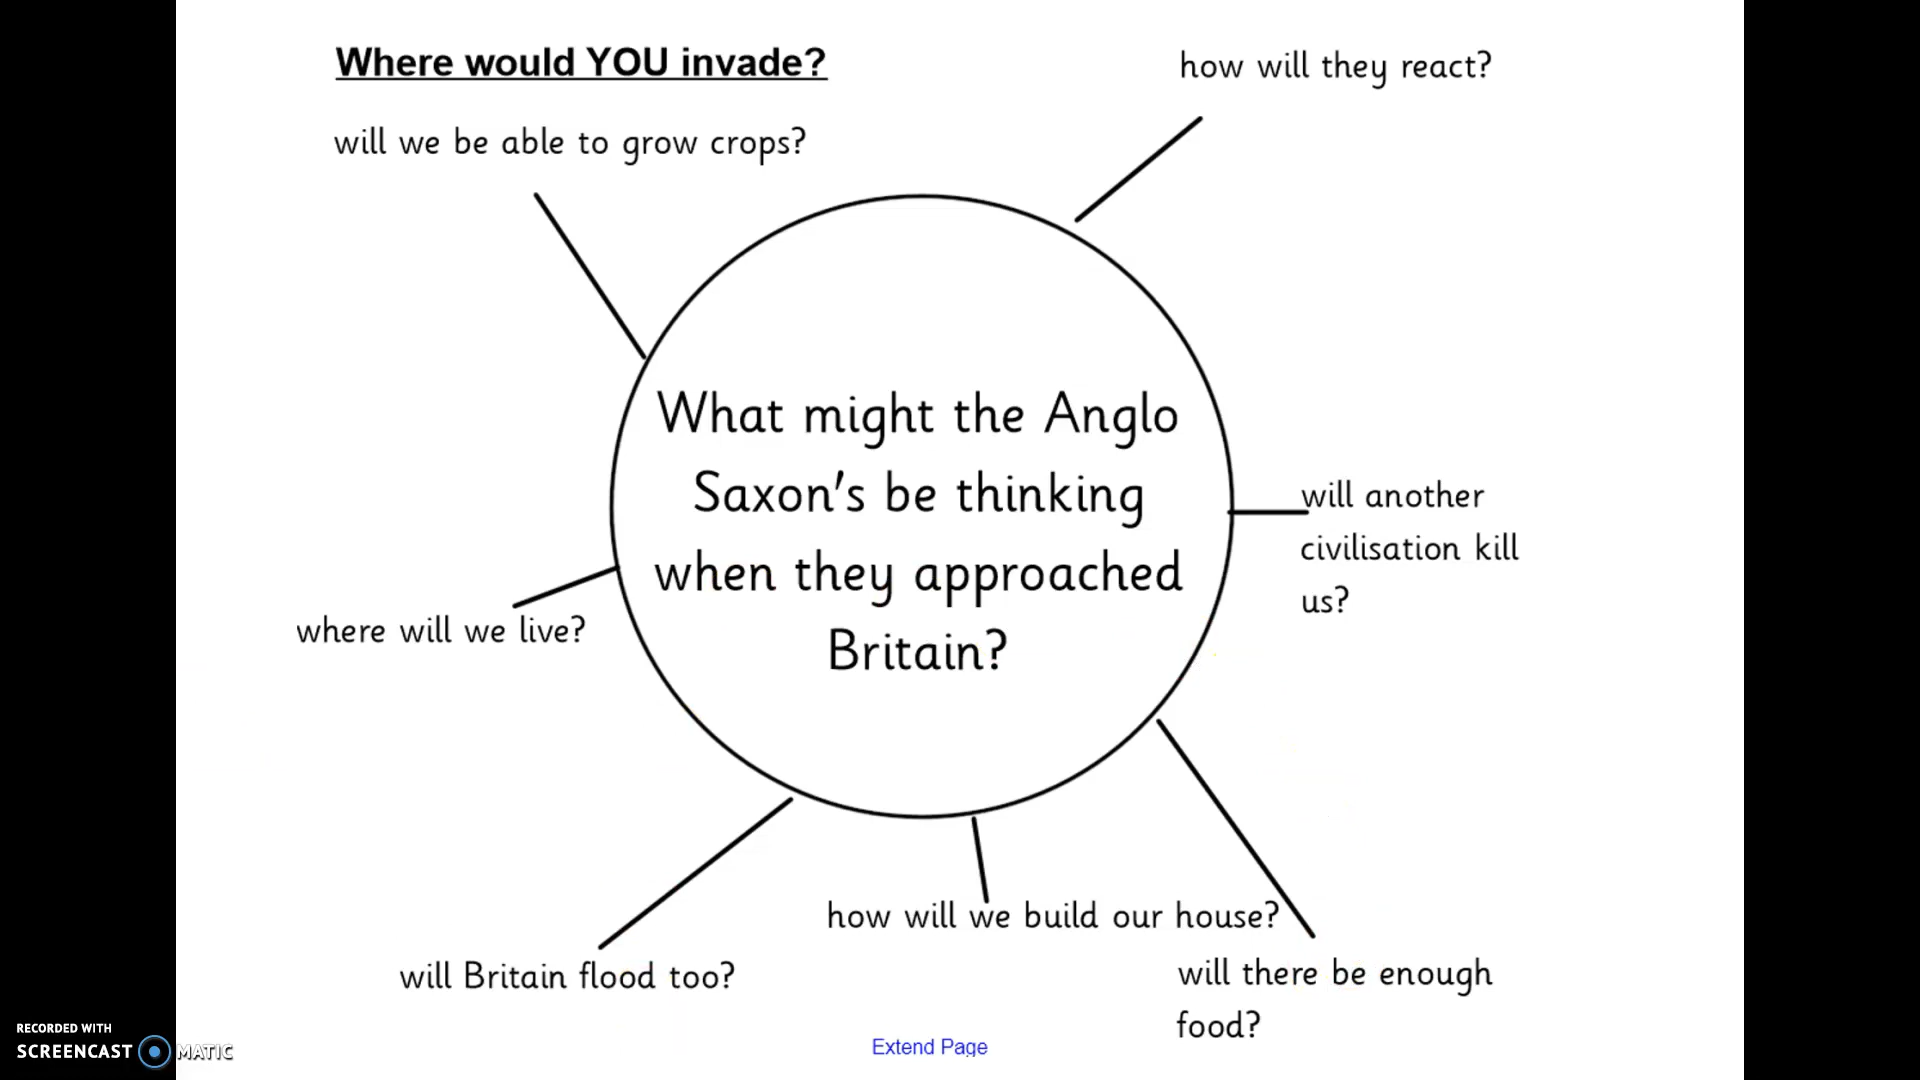 Where would YOU invade?
how will they react?
will we be able to grow crops?
What might the Anglo
Saxon's be thinking
when they approached
Britain?
will another
civilisation kill
us?
where will we live?
how will we build our house?
will Britain flood too?
will there be enough
food?
Extend Page
RECORDED WITH
SCREENCAST MATIC